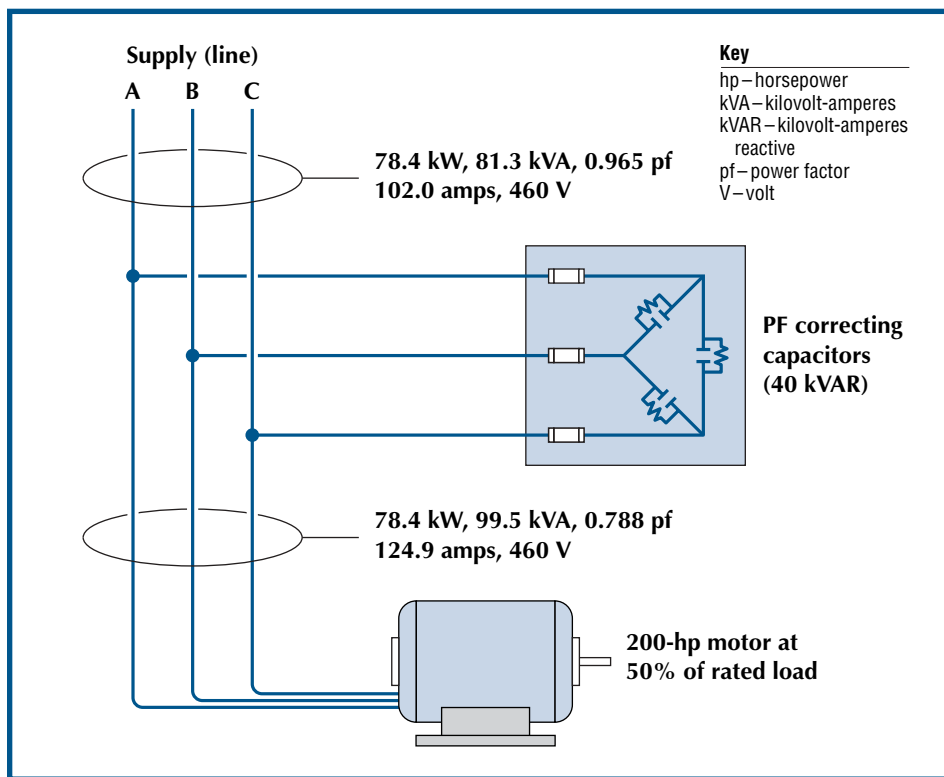 Supply (line)
A B C
Key
hp – horsepower
kVA – kilovolt-amperes
kVAR – kilovolt-amperes
reactive
pf – power factor
V – volt
78.4 kW, 81.3 kVA, 0.965 pf
102.0 amps, 460 V
PF correcting
capacitors
(40 kVAR)
78.4 kW, 99.5 kVA, 0.788 pf
124.9 amps, 460 V
200-hp motor at
50% of rated load